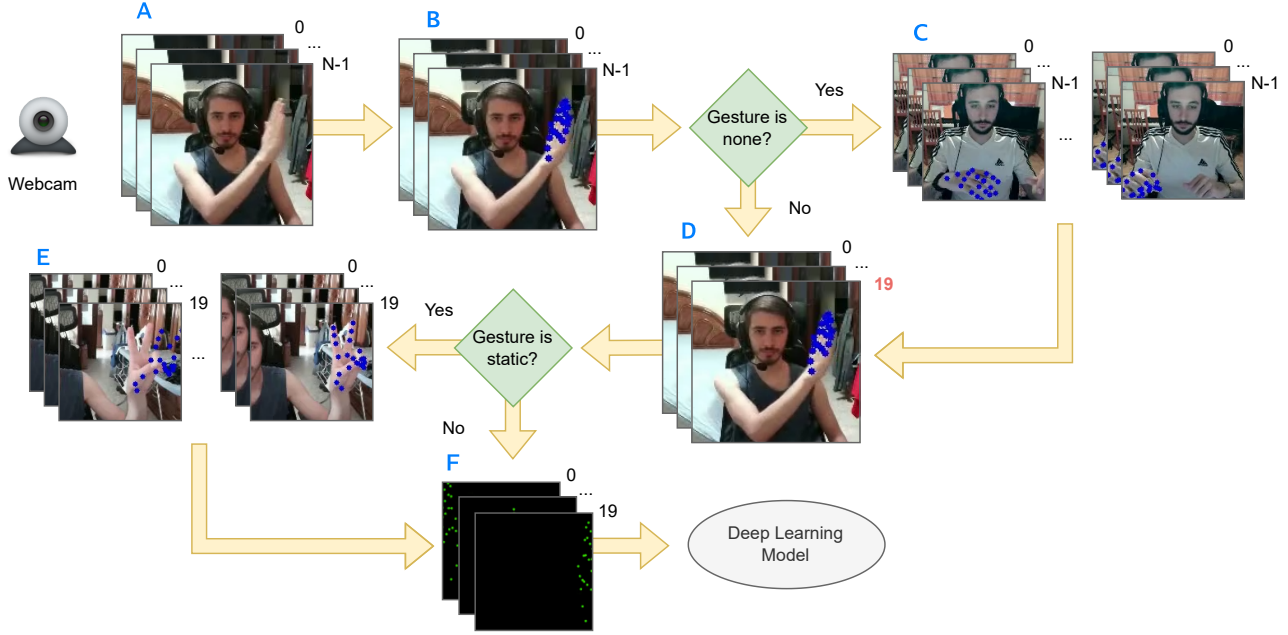 A
0
...
N-1
B
0
...
N-1
C
0
...
N-1
...
0
...
N-1
Webcam
Gesture is
none?
Yes
No
D
0
...
19
E
0
...
19
...
0
...
19
Yes
Gesture is
static?
No
F
0
...
19
Deep Learning
Model